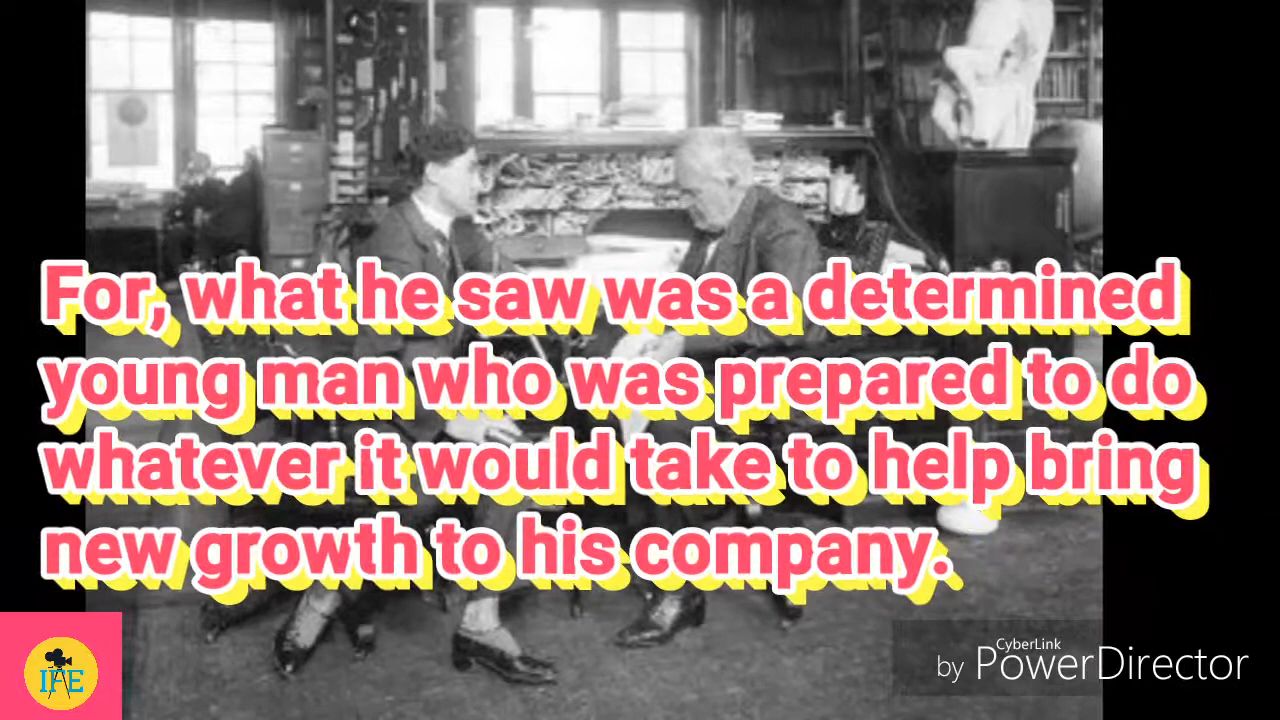 For, what he saw was a determined
young man who was prepared to do
whatever it would take to help bring
new growth to his company.
IFE
CyberLink
by PowerDirector